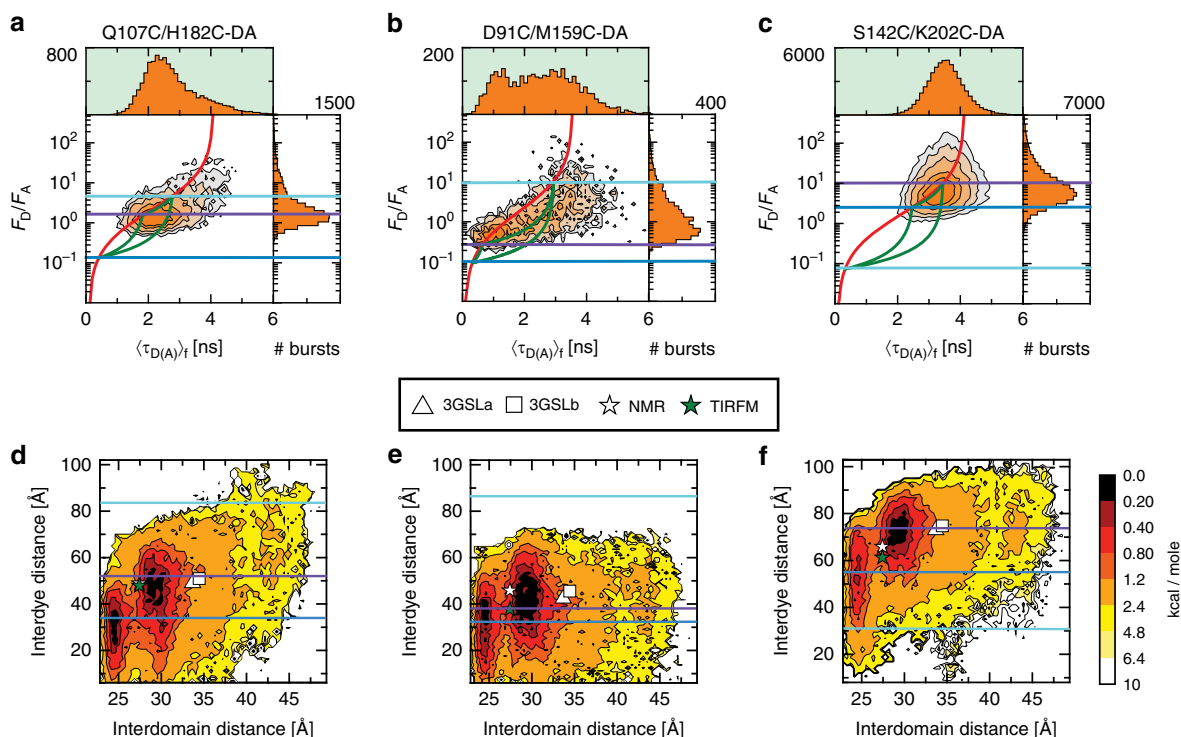 a b c
Q107C/H182C-DA D91C/M159C-DA S142C/K202C-DA
800 200 6000
1500 400 7000
10² 10² 10²
10¹ 10¹ 10¹
F_D/F_A F_D/F_A F_D/F_A
10⁰ 10⁰ 10⁰
10⁻¹ 10⁻¹ 10⁻¹
0 2 4 6 0 2 4 6 0 2 4 6
⟨τ_D(A)⟩_f [ns] # bursts ⟨τ_D(A)⟩_f [ns] # bursts ⟨τ_D(A)⟩_f [ns] # bursts
3GSLa 3GSLb NMR TIRFM
d e f
100 100 100
80 80 80
60 60 60
40 40 40
20 20 20
Interdye distance [Å] Interdye distance [Å] Interdye distance [Å]
25 30 35 40 45 25 30 35 40 45 25 30 35 40 45
Interdomain distance [Å] Interdomain distance [Å] Interdomain distance [Å]
0.0
0.20
0.40
0.80
1.2
2.4
4.8
6.4
10
kcal / mole